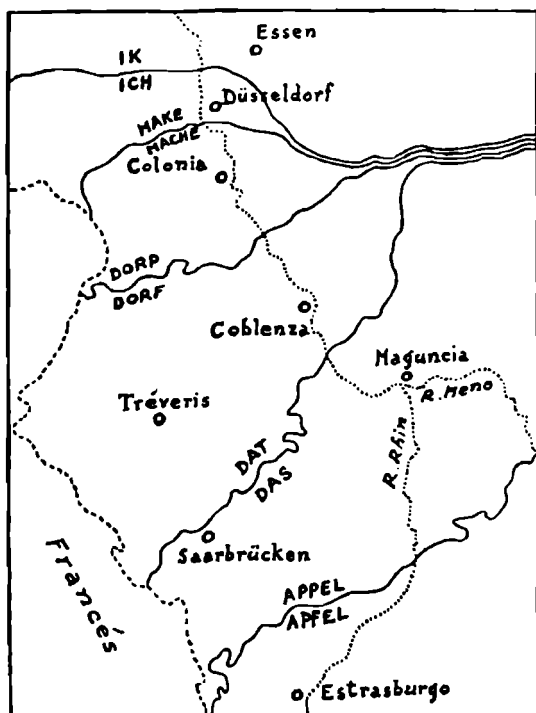 Essen
IK
ICH
Düsseldorf
MAKE
MACHE
Colonia
DORP
DORF
Coblenza
Maguncia
R. Meno
Tréveris
R. Rhin
DAT
DAS
Saarbrücken
Francés
APPEL
APFEL
Estrasburgo